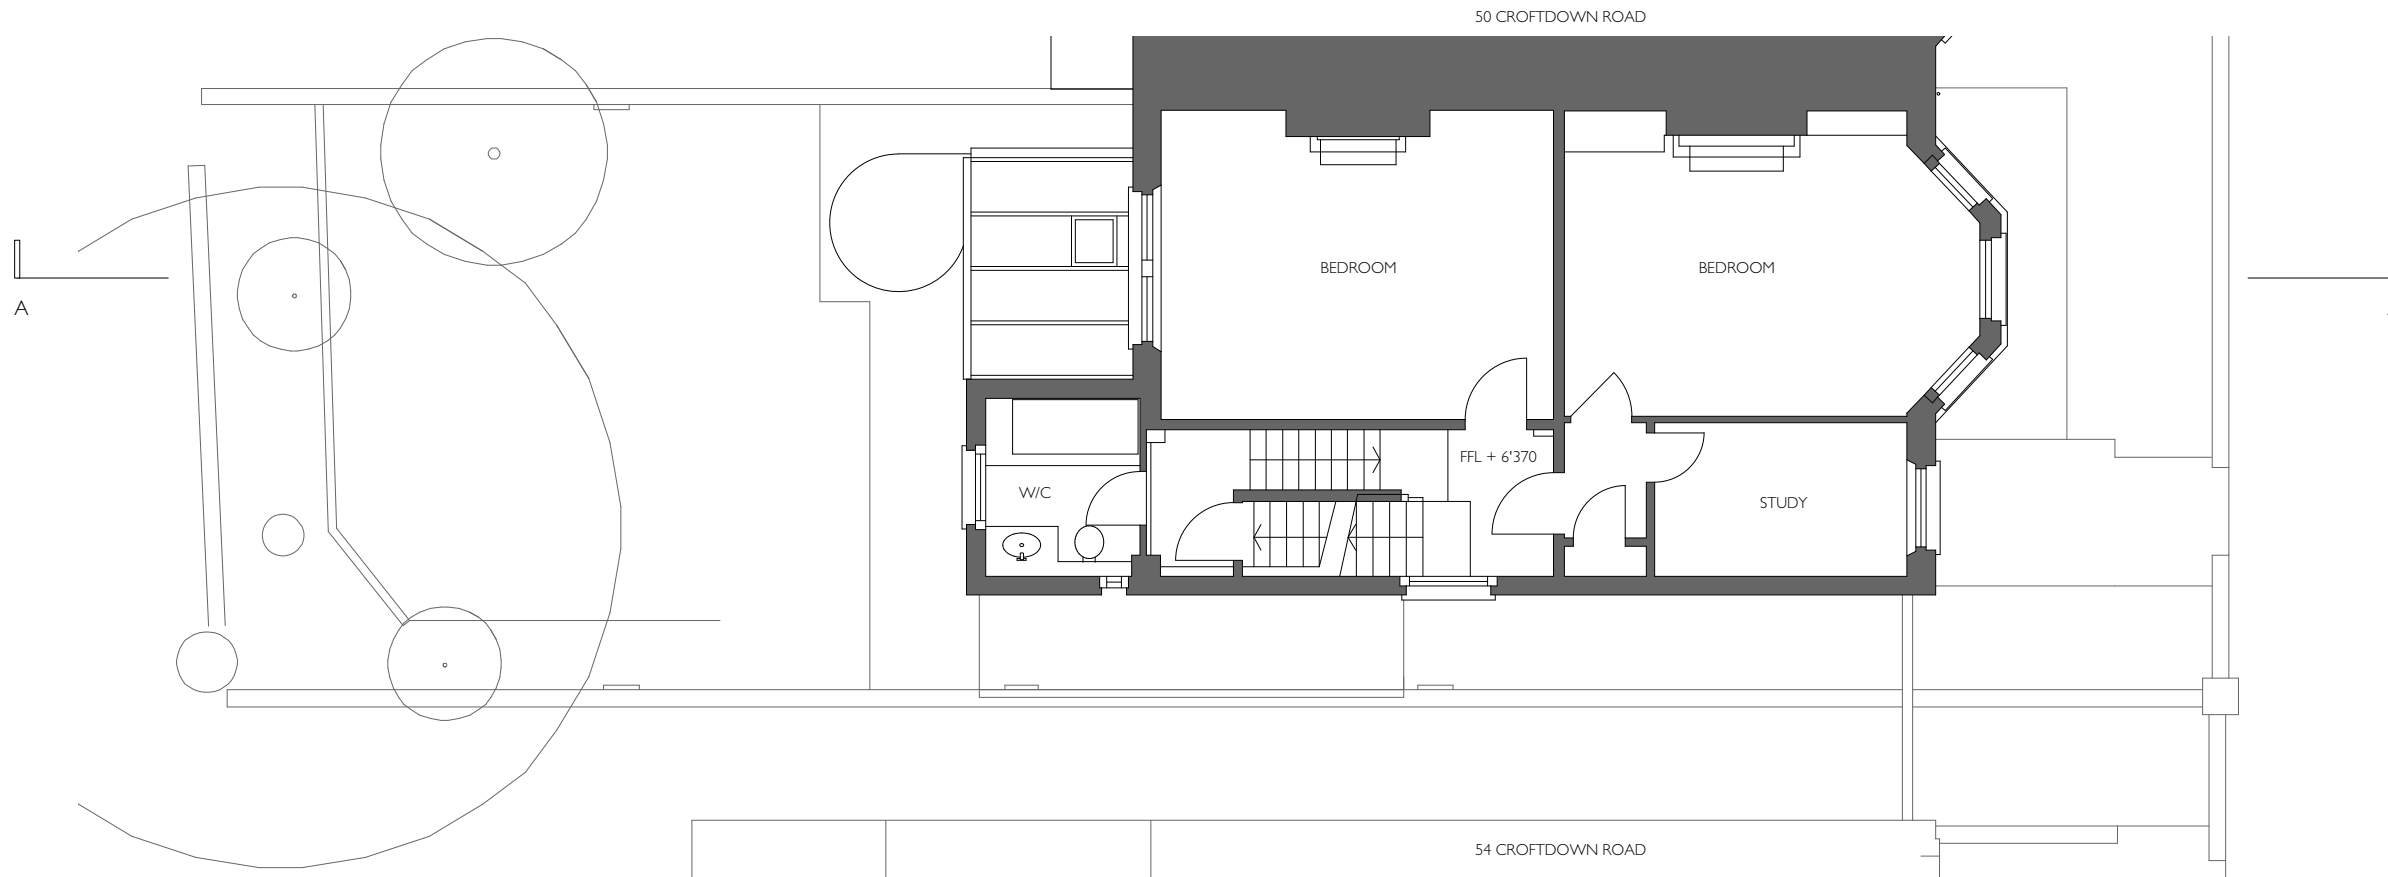 50 CROFTDOWN ROAD
BEDROOM
BEDROOM
A
FFL + 6'370
W/C
STUDY
54 CROFTDOWN ROAD